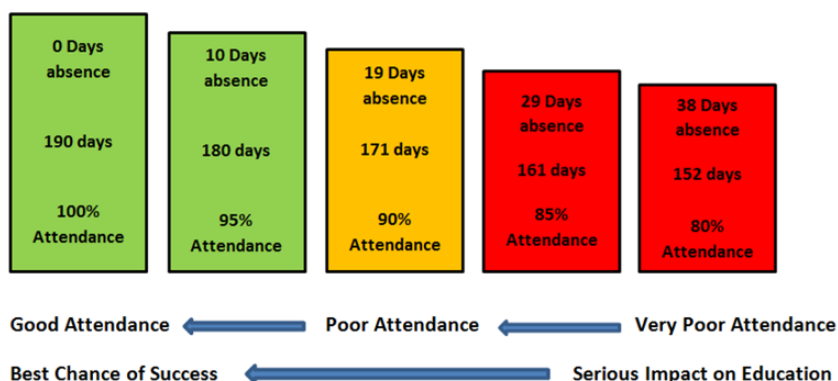 0 Days
absence
190 days
100%
Attendance
10 Days
absence
180 days
95%
Attendance
19 Days
absence
171 days
90%
Attendance
29 Days
absence
161 days
85%
Attendance
38 Days
absence
152 days
80%
Attendance
Good Attendance
Poor Attendance
Very Poor Attendance
Best Chance of Success
Serious Impact on Education